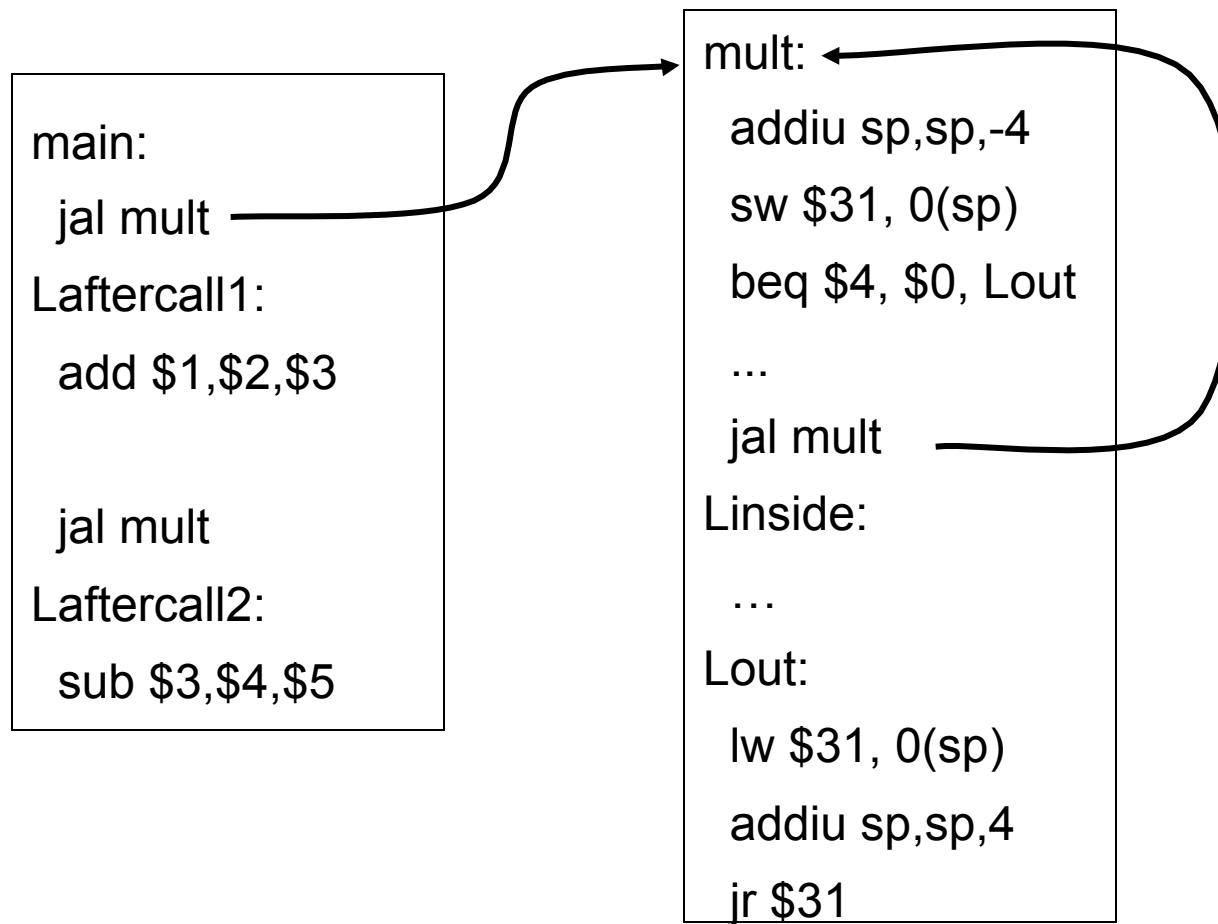 main:
jal mult
Laftercall1:
add $1,$2,$3
jal mult
Laftercall2:
sub $3,$4,$5
mult:
addiu sp,sp,-4
sw $31, 0(sp)
beq $4, $0, Lout
...
jal mult
Linside:
…
Lout:
lw $31, 0(sp)
addiu sp,sp,4
jr $31